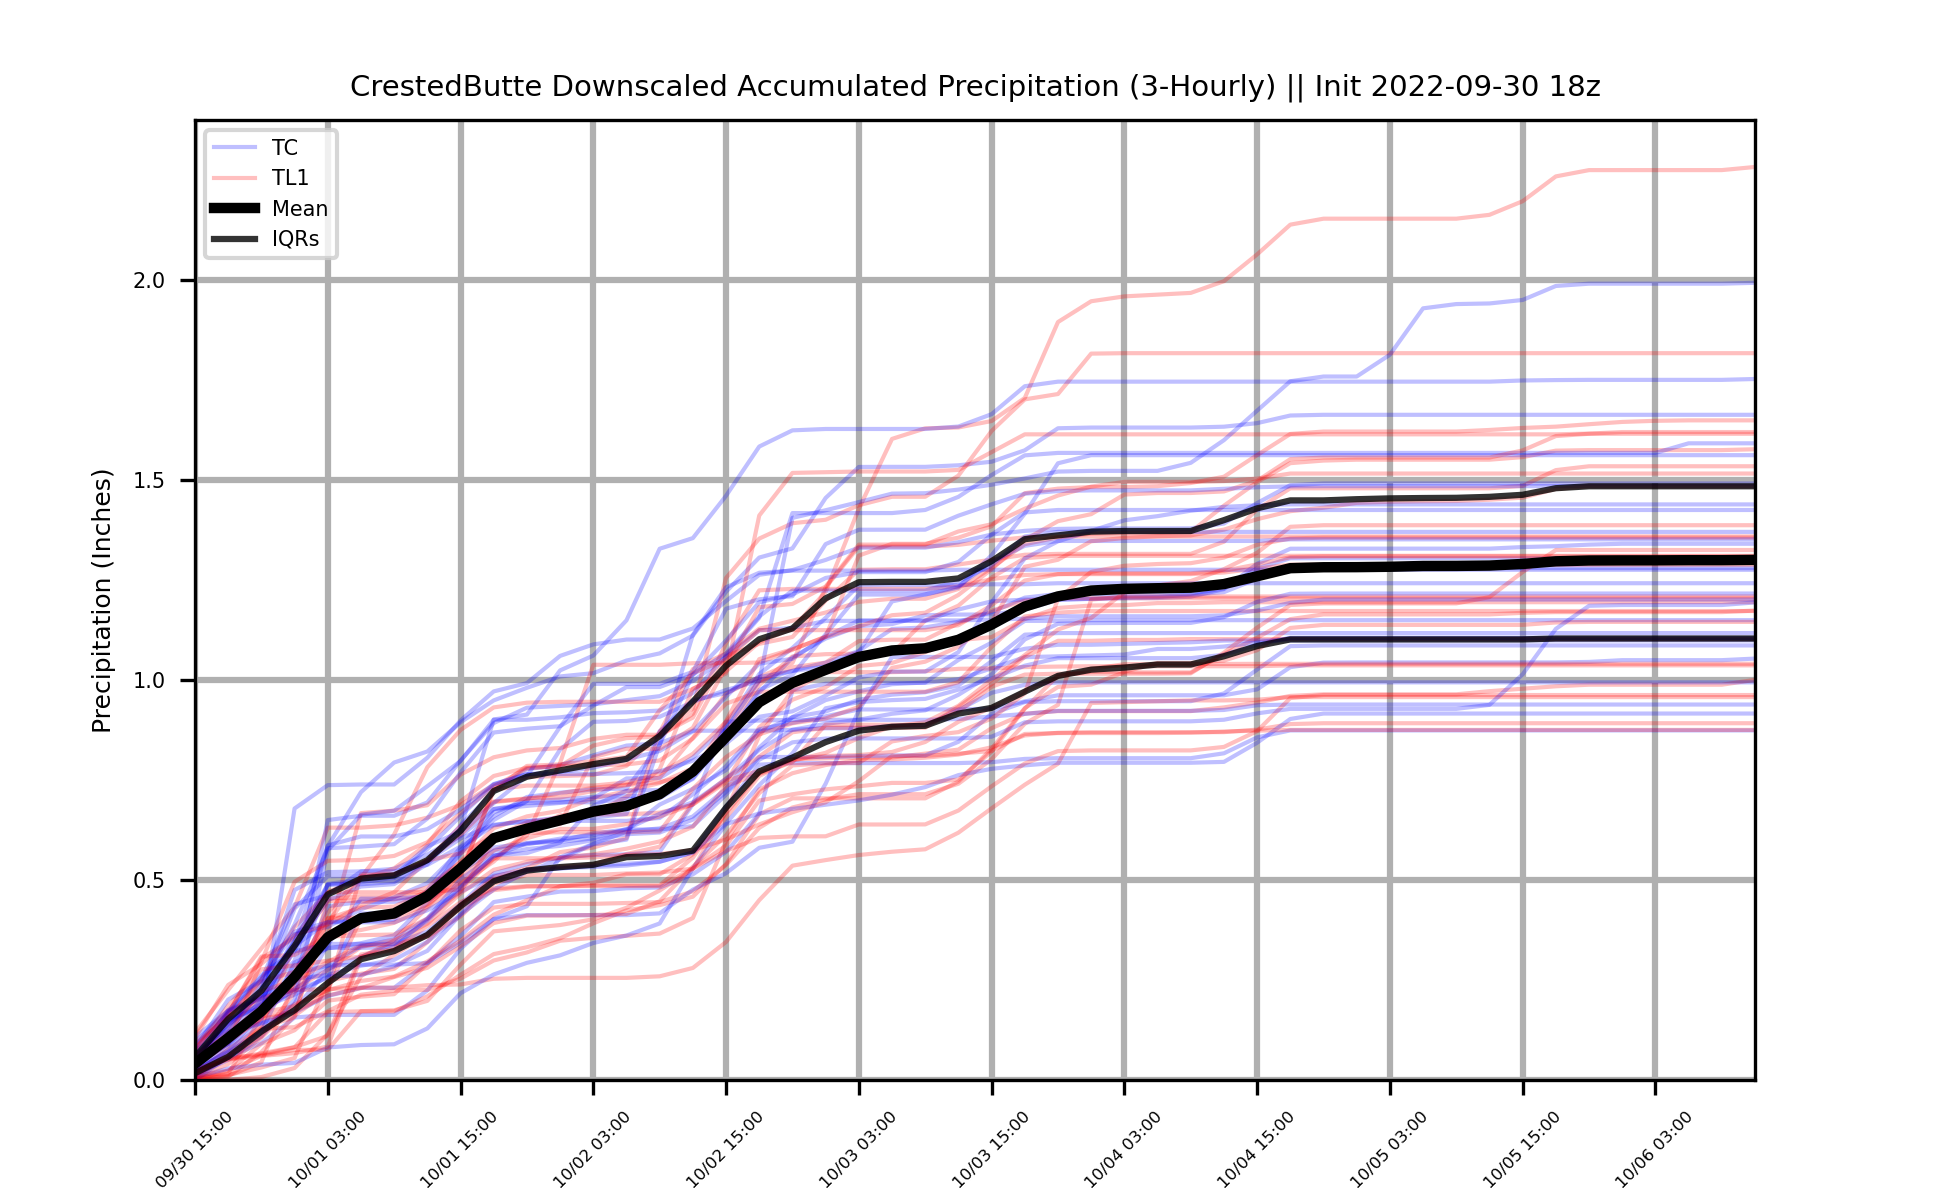 CrestedButte Downscaled Accumulated Precipitation (3-Hourly) || Init 2022-09-30 18z
TC
TL1
Mean
IQRs
Precipitation (Inches)
2.0
1.5
1.0
0.5
0.0
09/30 15:00
10/01 03:00
10/01 15:00
10/02 03:00
10/02 15:00
10/03 03:00
10/03 15:00
10/04 03:00
10/04 15:00
10/05 03:00
10/05 15:00
10/06 03:00